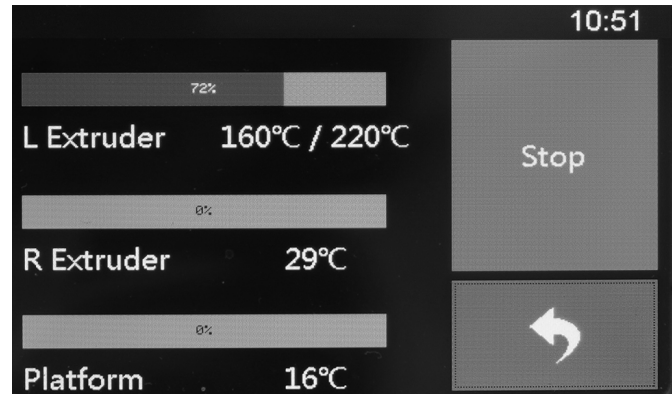 10:51
72%
L Extruder 160℃ / 220℃
Stop
0%
R Extruder 29℃
0%
Platform 16℃